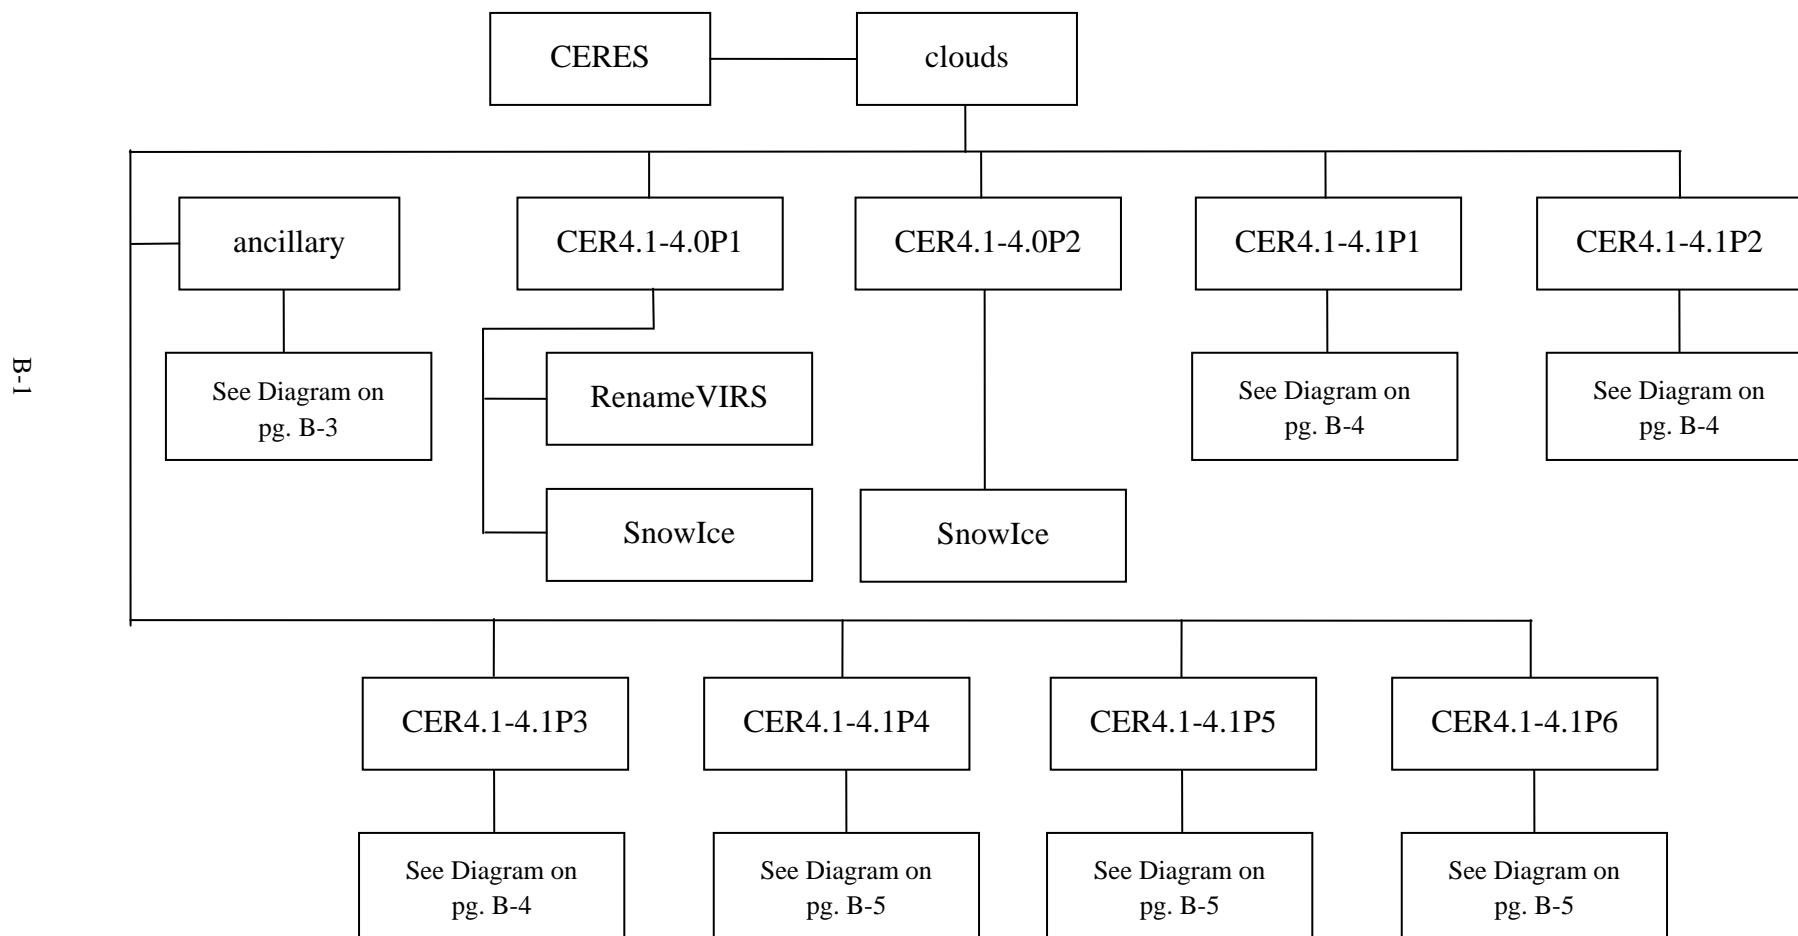 CERES
clouds
ancillary
CER4.1-4.0P1
CER4.1-4.0P2
CER4.1-4.1P1
CER4.1-4.1P2
See Diagram on
pg. B-3
RenameVIRS
See Diagram on
pg. B-4
See Diagram on
pg. B-4
SnowIce
SnowIce
CER4.1-4.1P3
CER4.1-4.1P4
CER4.1-4.1P5
CER4.1-4.1P6
See Diagram on
pg. B-4
See Diagram on
pg. B-5
See Diagram on
pg. B-5
See Diagram on
pg. B-5
B-1